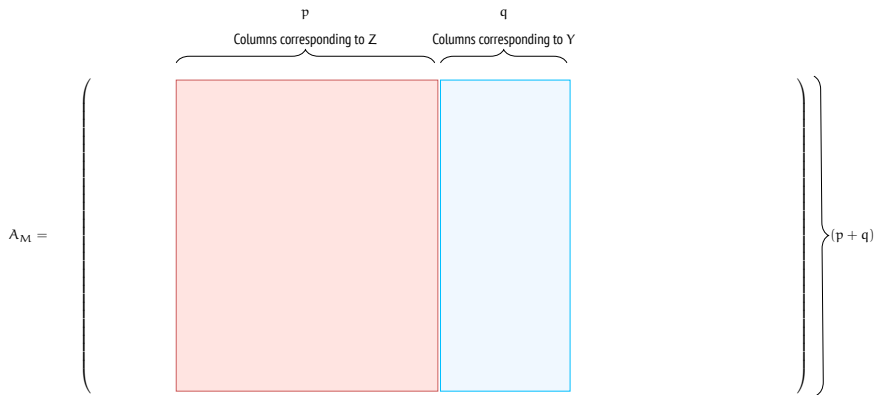 p q
Columns corresponding to Z Columns corresponding to Y
A_M = (p + q)